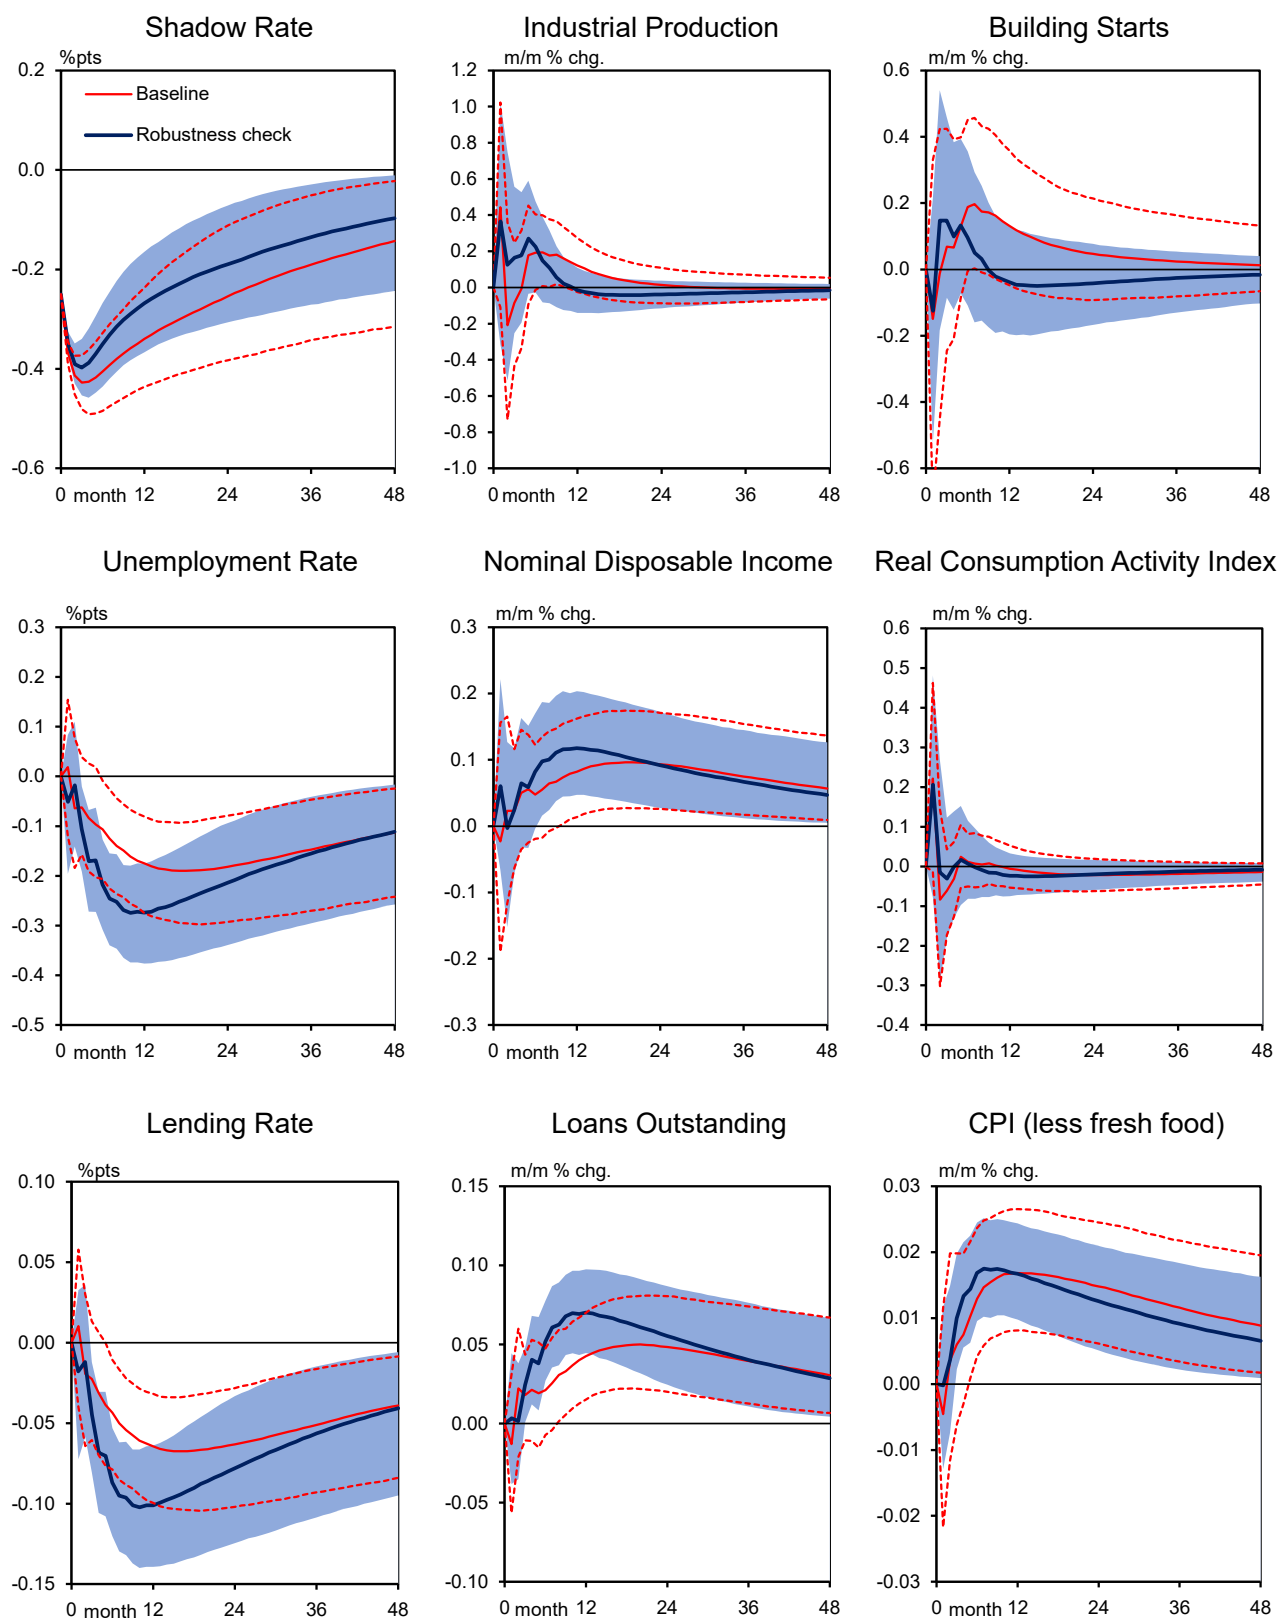 Shadow Rate
%pts
0.2
0.0
-0.2
-0.4
-0.6
Baseline
Robustness check
0 month 12 24 36 48
Industrial Production
m/m % chg.
1.2
1.0
0.8
0.6
0.4
0.2
0.0
-0.2
-0.4
-0.6
-0.8
-1.0
0 month 12 24 36 48
Building Starts
m/m % chg.
0.6
0.4
0.2
0.0
-0.2
-0.4
-0.6
0 month 12 24 36 48
Unemployment Rate
%pts
0.3
0.2
0.1
0.0
-0.1
-0.2
-0.3
-0.4
-0.5
0 month 12 24 36 48
Nominal Disposable Income
m/m % chg.
0.3
0.2
0.1
0.0
-0.1
-0.2
-0.3
0 month 12 24 36 48
Real Consumption Activity Index
m/m % chg.
0.6
0.5
0.4
0.3
0.2
0.1
0.0
-0.1
-0.2
-0.3
-0.4
0 month 12 24 36 48
Lending Rate
%pts
0.10
0.05
0.00
-0.05
-0.10
-0.15
0 month 12 24 36 48
Loans Outstanding
m/m % chg.
0.15
0.10
0.05
0.00
-0.05
-0.10
0 month 12 24 36 48
CPI (less fresh food)
m/m % chg.
0.03
0.02
0.01
0.00
-0.01
-0.02
-0.03
0 month 12 24 36 48